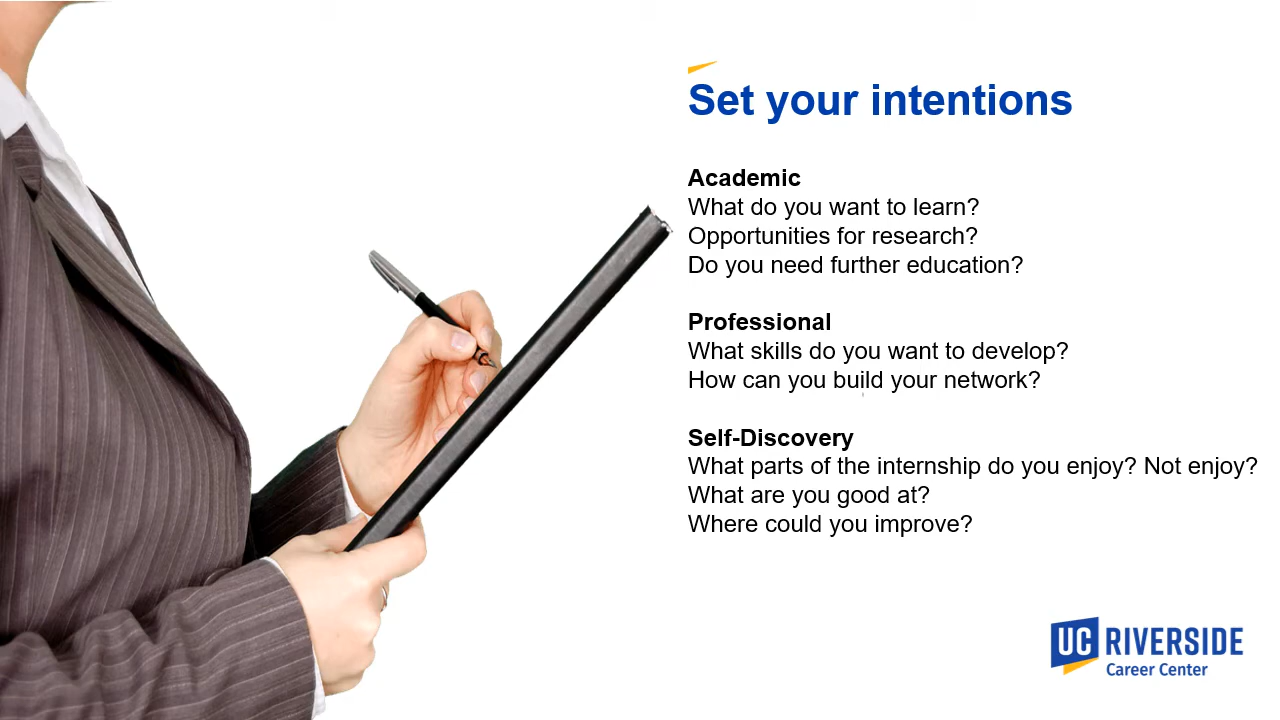 Set your intentions
Academic
What do you want to learn?
Opportunities for research?
Do you need further education?
Professional
What skills do you want to develop?
How can you build your network?
Self-Discovery
What parts of the internship do you enjoy? Not enjoy?
What are you good at?
Where could you improve?
UC RIVERSIDE
Career Center